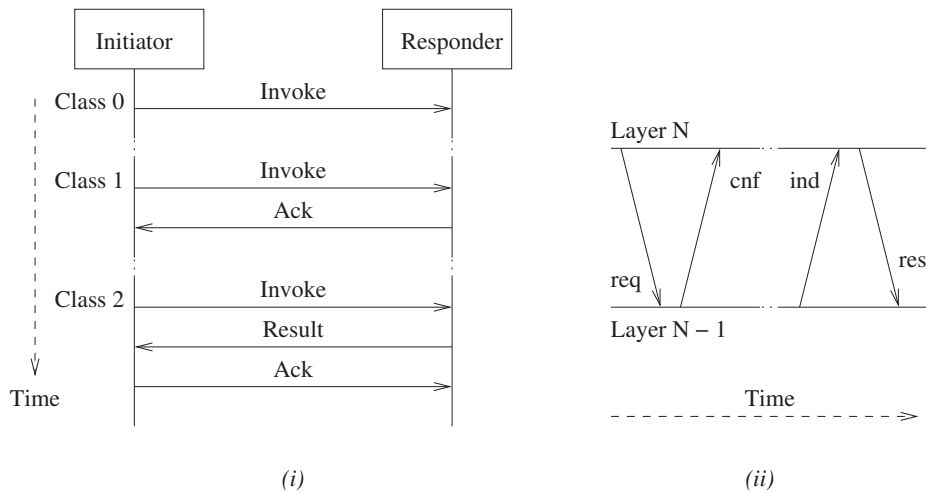 Initiator
Responder
Class 0
Invoke
Class 1
Invoke
Ack
Class 2
Invoke
Result
Ack
Time
(i)
Layer N
cnf
ind
req
res
Layer N − 1
Time
(ii)